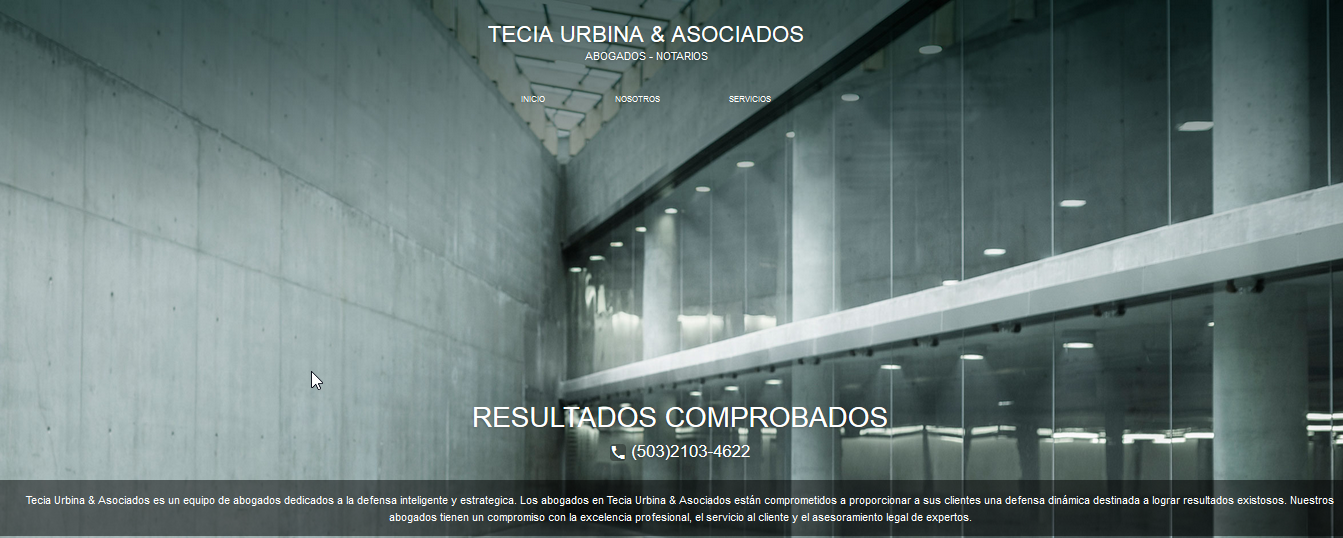 TECIA URBINA & ASOCIADOS
ABOGADOS - NOTARIOS
INICIO NOSOTROS SERVICIOS
RESULTADOS COMPROBADOS
(503)2103-4622
Tecia Urbina & Asociados es un equipo de abogados dedicados a la defensa inteligente y estrategica. Los abogados en Tecia Urbina & Asociados están comprometidos a proporcionar a sus clientes una defensa dinámica destinada a lograr resultados existosos. Nuestros
abogados tienen un compromiso con la excelencia profesional, el servicio al cliente y el asesoramiento legal de expertos.